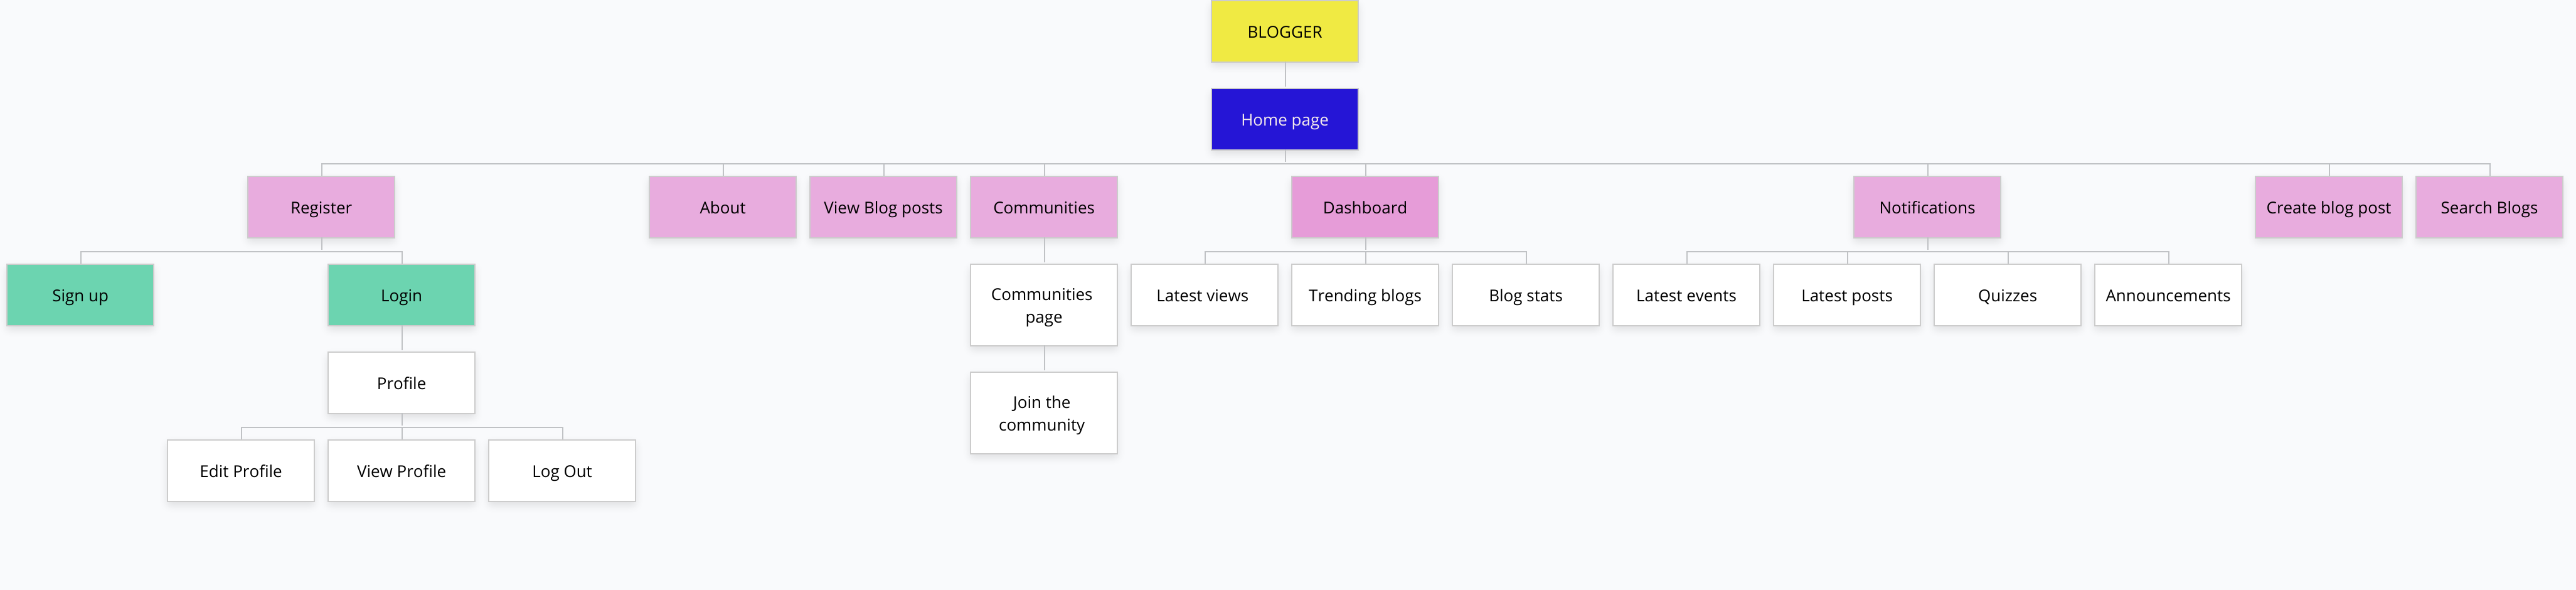 BLOGGER
Home page
Register
About
View Blog posts
Communities
Dashboard
Notifications
Create blog post
Search Blogs
Sign up
Login
Communities
page
Latest views
Trending blogs
Blog stats
Latest events
Latest posts
Quizzes
Announcements
Profile
Join the
community
Edit Profile
View Profile
Log Out